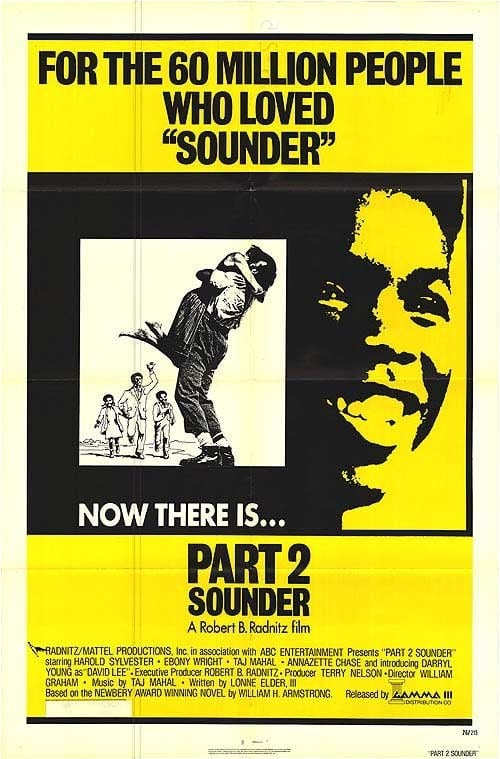 FOR THE 60 MILLION PEOPLE
WHO LOVED
“SOUNDER”
NOW THERE IS...
PART 2
SOUNDER
A Robert B. Radnitz film
RADNITZ/MATTEL PRODUCTIONS, Inc. in association with ABC ENTERTAINMENT Presents "PART 2 SOUNDER"
starring HAROLD SYLVESTER • EBONY WRIGHT • TAJ MAHAL • ANNAZETTE CHASE and introducing DARRYL
YOUNG as "DAVID LEE" • Executive Producer ROBERT B. RADNITZ • Producer TERRY NELSON • Director WILLIAM
GRAHAM • Music by TAJ MAHAL • Written by LONNE ELDER, III
Based on the NEWBERY AWARD WINNING NOVEL by WILLIAM H. ARMSTRONG. Released by GAMMA III
DISTRIBUTION CO
76/215
"PART 2 SOUNDER"